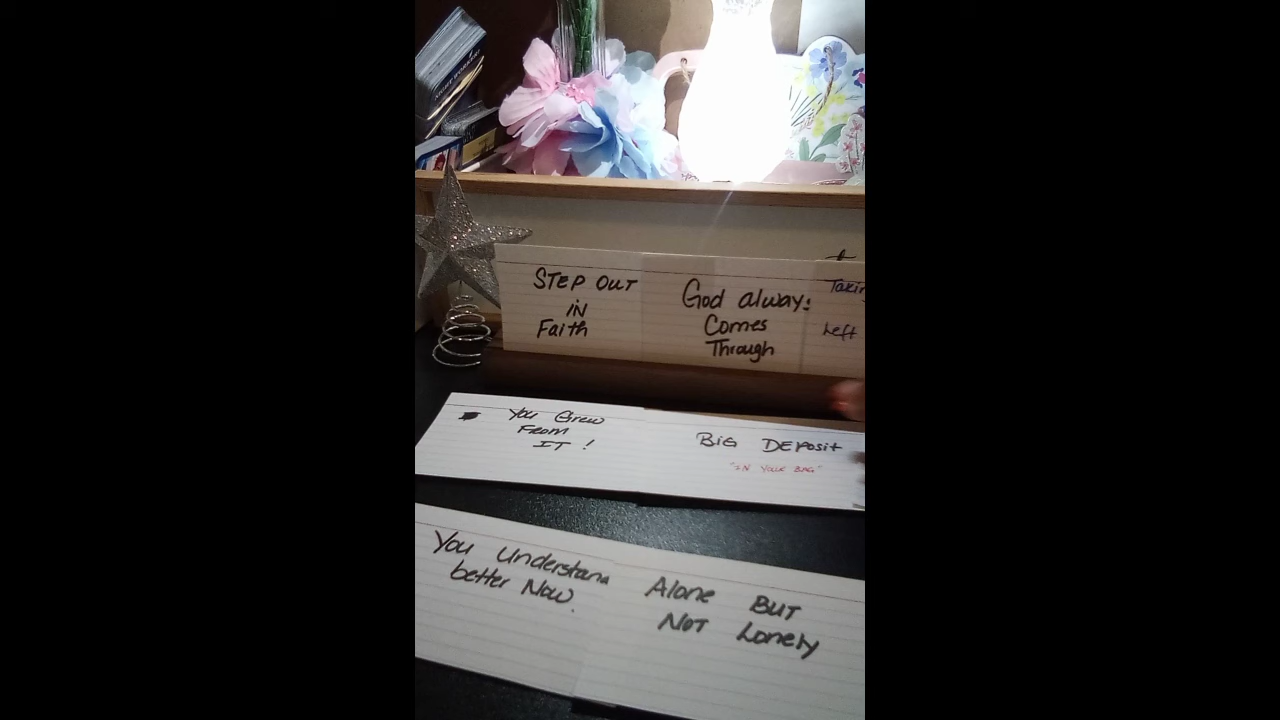 STEP OUT
iN
Faith
God always
Comes
Through
Left
You Grew
From
IT !
BiG DEPosit
"IN YOUR BAG"
You Understand
better Now.
Alone BUT
NOT Lonely